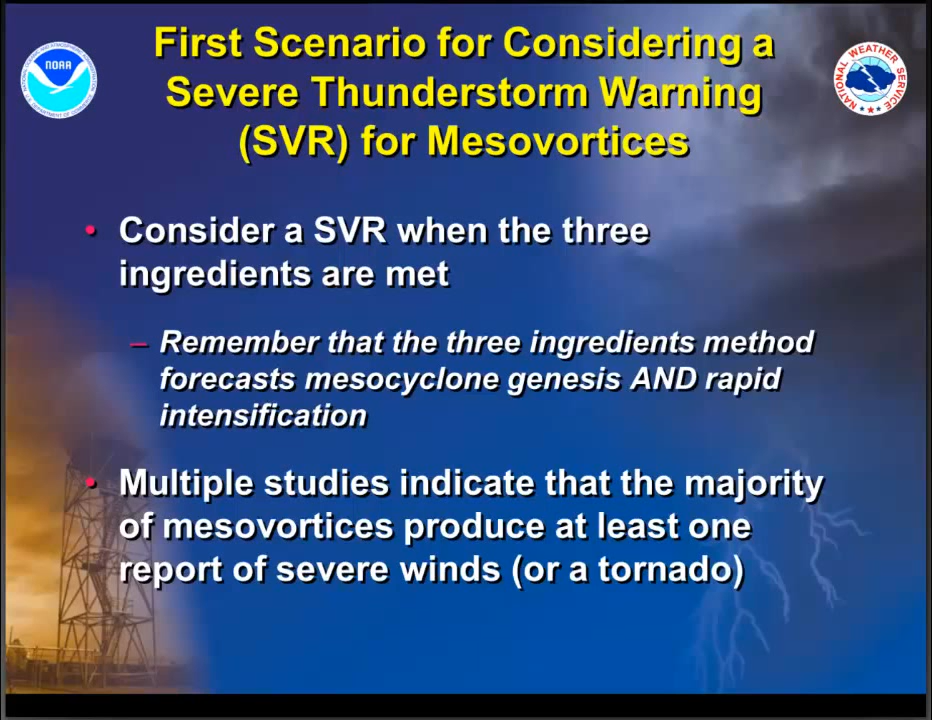 First Scenario for Considering a
Severe Thunderstorm Warning
(SVR) for Mesovortices
NOAA
NATIONAL WEATHER SERVICE
• Consider a SVR when the three
ingredients are met
– Remember that the three ingredients method
forecasts mesocyclone genesis AND rapid
intensification
• Multiple studies indicate that the majority
of mesovortices produce at least one
report of severe winds (or a tornado)